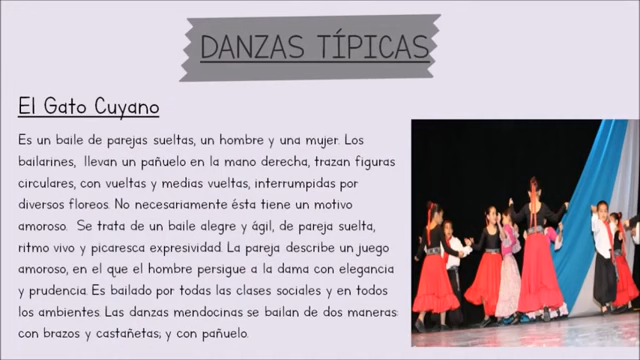 DANZAS TÍPICAS
El Gato Cuyano
Es un baile de parejas sueltas, un hombre y una mujer. Los
bailarines, llevan un pañuelo en la mano derecha, trazan figuras
circulares, con vueltas y medias vueltas, interrumpidas por
diversos floreos. No necesariamente ésta tiene un motivo
amoroso. Se trata de un baile alegre y ágil, de pareja suelta,
ritmo vivo y picaresca expresividad. La pareja describe un juego
amoroso, en el que el hombre persigue a la dama con elegancia
y prudencia. Es bailado por todas las clases sociales y en todos
los ambientes. Las danzas mendocinas se bailan de dos maneras:
con brazos y castañetas; y con pañuelo.